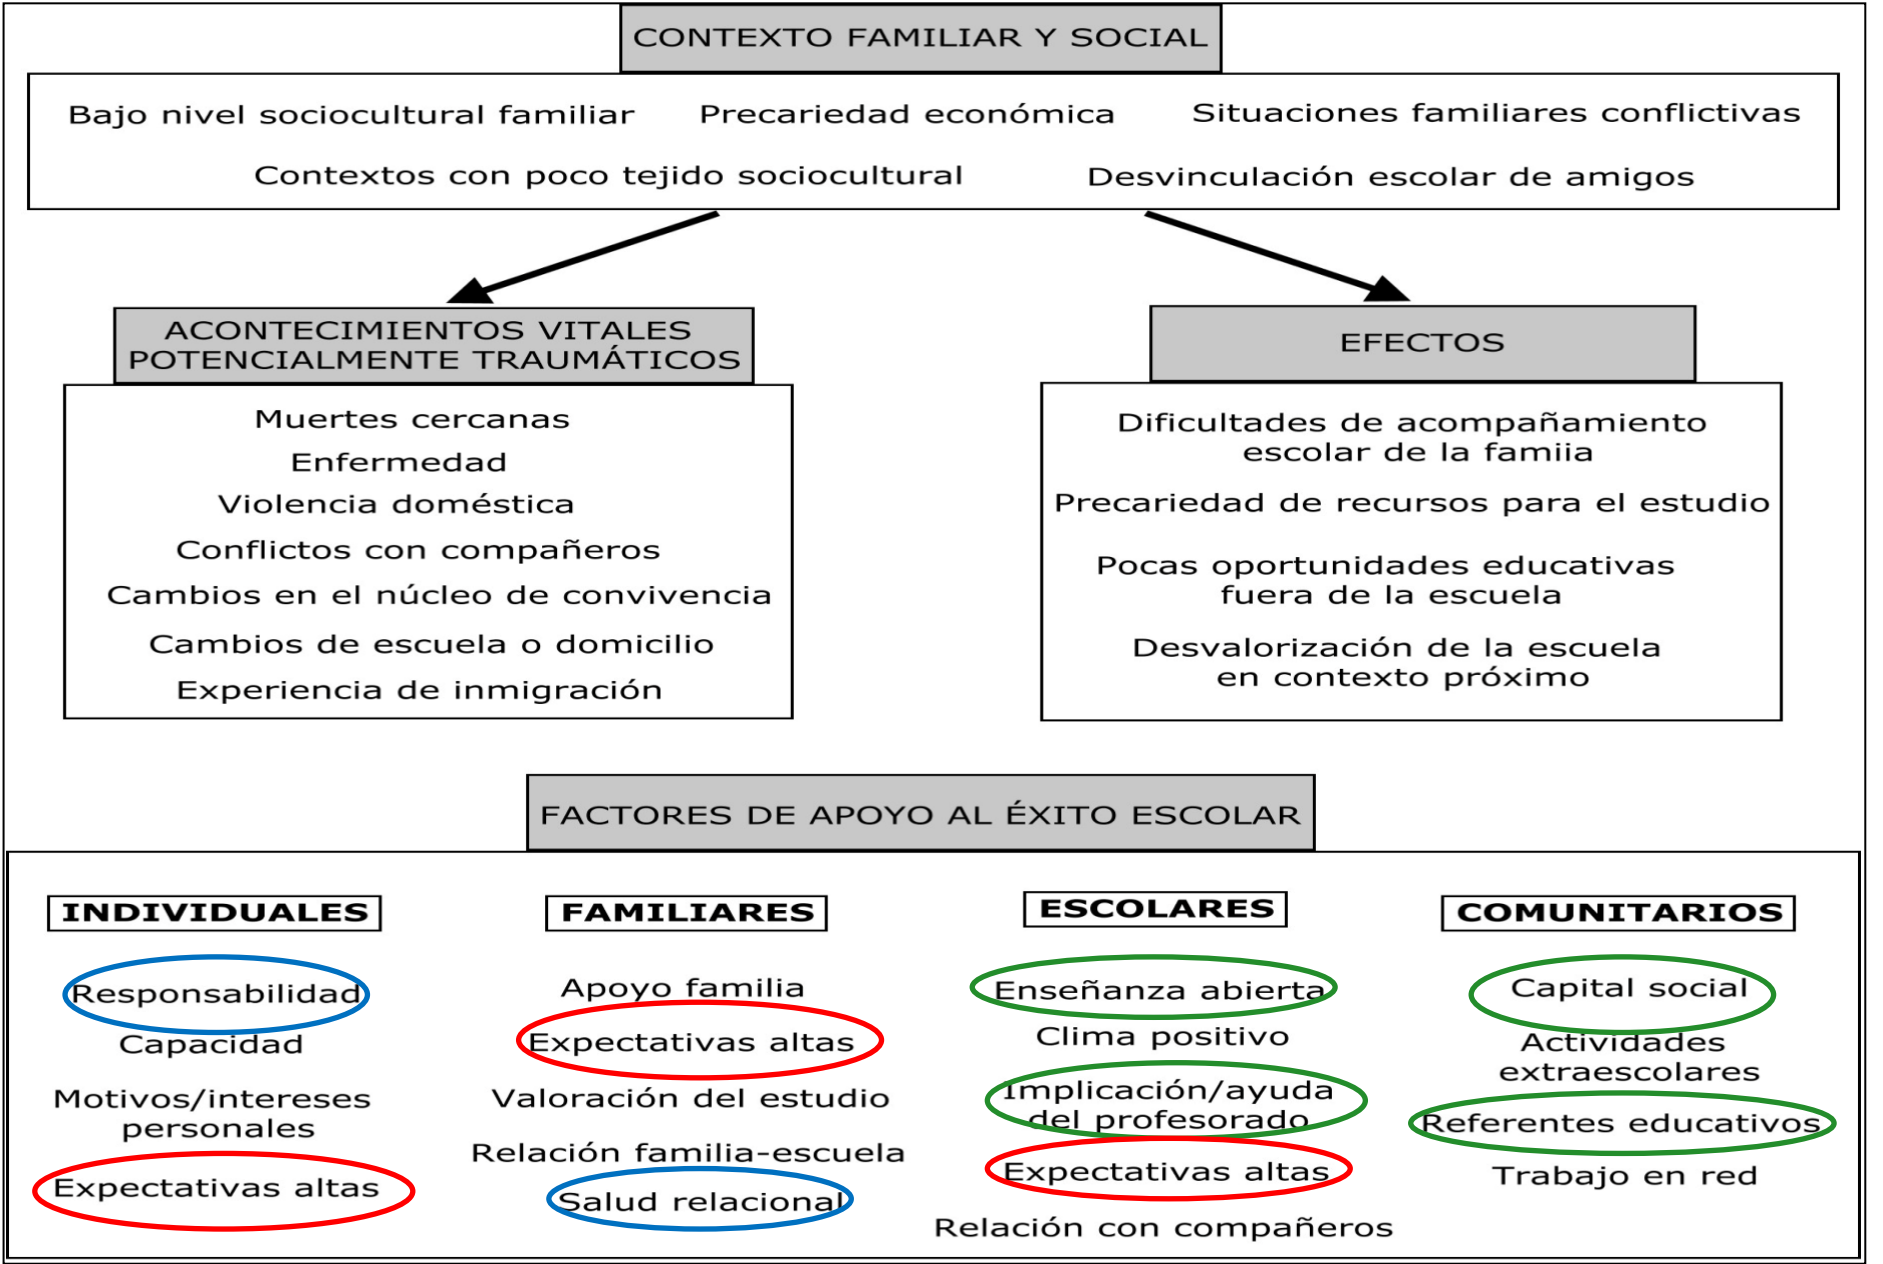 CONTEXTO FAMILIAR Y SOCIAL
Bajo nivel sociocultural familiar
Precariedad económica
Situaciones familiares conflictivas
Contextos con poco tejido sociocultural
Desvinculación escolar de amigos
ACONTECIMIENTOS VITALES
POTENCIALMENTE TRAUMÁTICOS
Muertes cercanas
Enfermedad
Violencia doméstica
Conflictos con compañeros
Cambios en el núcleo de convivencia
Cambios de escuela o domicilio
Experiencia de inmigración
EFECTOS
Dificultades de acompañamiento
escolar de la famiia
Precariedad de recursos para el estudio
Pocas oportunidades educativas
fuera de la escuela
Desvalorización de la escuela
en contexto próximo
FACTORES DE APOYO AL ÉXITO ESCOLAR
INDIVIDUALES
Responsabilidad
Capacidad
Motivos/intereses
personales
Expectativas altas
FAMILIARES
Apoyo familia
Expectativas altas
Valoración del estudio
Relación familia-escuela
Salud relacional
ESCOLARES
Enseñanza abierta
Clima positivo
Implicación/ayuda
del profesorado
Expectativas altas
Relación con compañeros
COMUNITARIOS
Capital social
Actividades
extraescolares
Referentes educativos
Trabajo en red